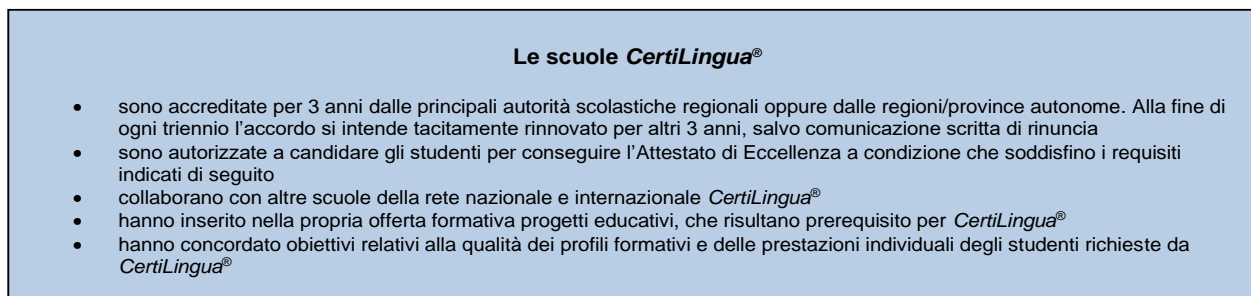 Le scuole CertiLingua®
• sono accreditate per 3 anni dalle principali autorità scolastiche regionali oppure dalle regioni/province autonome. Alla fine di
ogni triennio l’accordo si intende tacitamente rinnovato per altri 3 anni, salvo comunicazione scritta di rinuncia
• sono autorizzate a candidare gli studenti per conseguire l’Attestato di Eccellenza a condizione che soddisfino i requisiti
indicati di seguito
• collaborano con altre scuole della rete nazionale e internazionale CertiLingua®
• hanno inserito nella propria offerta formativa progetti educativi, che risultano prerequisito per CertiLingua®
• hanno concordato obiettivi relativi alla qualità dei profili formativi e delle prestazioni individuali degli studenti richieste da
CertiLingua®